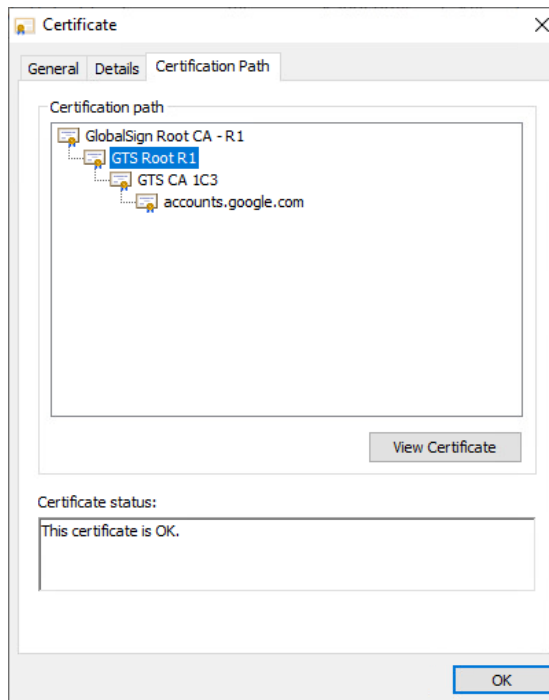 Certificate
General Details Certification Path
Certification path
GlobalSign Root CA - R1
GTS Root R1
GTS CA 1C3
accounts.google.com
View Certificate
Certificate status:
This certificate is OK.
OK